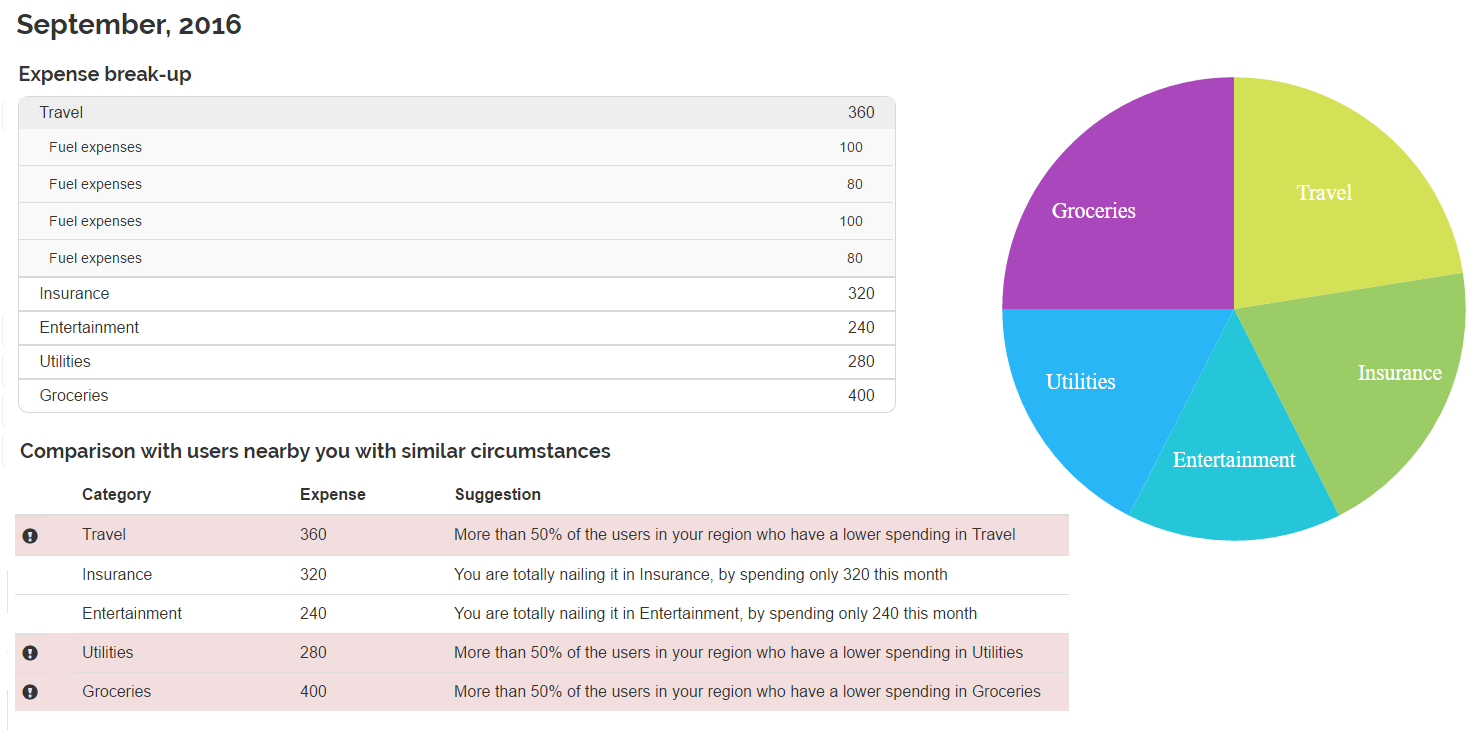 September, 2016
Expense break-up
Travel 360
Fuel expenses 100
Fuel expenses 80
Fuel expenses 100
Fuel expenses 80
Insurance 320
Entertainment 240
Utilities 280
Groceries 400
Groceries
Travel
Insurance
Utilities
Entertainment
Comparison with users nearby you with similar circumstances
Category Expense Suggestion
Travel 360 More than 50% of the users in your region who have a lower spending in Travel
Insurance 320 You are totally nailing it in Insurance, by spending only 320 this month
Entertainment 240 You are totally nailing it in Entertainment, by spending only 240 this month
Utilities 280 More than 50% of the users in your region who have a lower spending in Utilities
Groceries 400 More than 50% of the users in your region who have a lower spending in Groceries